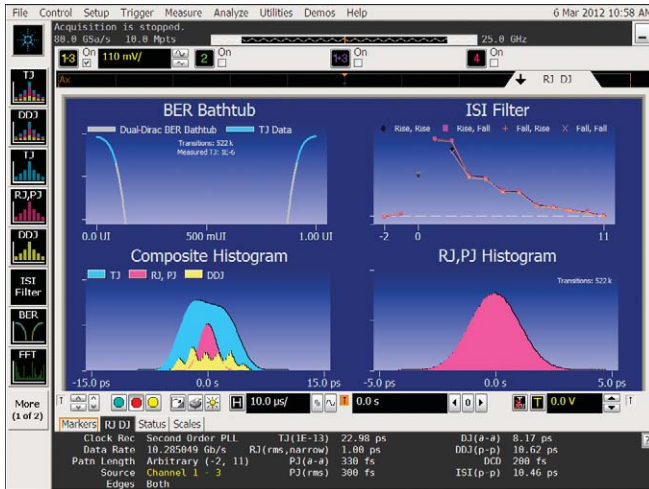 File Control Setup Trigger Measure Analyze Utilities Demos Help 6 Mar 2012 10:58 AM
Acquisition is stopped.
80.0 GSa/s 10.0 Mpts 25.0 GHz
1-3 On 110 mV/ 2 On 1-3 On 4 On
Ax RJ DJ
TJ
DDJ
TJ
RJ,PJ
DDJ
ISI
Filter
BER
FFT
More
(1 of 2)
BER Bathtub
Dual-Dirac BER Bathtub TJ Data
Transitions: 522 k
Measured TJ: 1E-6
0.0 UI 500 mUI 1.00 UI
ISI Filter
Rise, Rise Rise, Fall Fall, Rise Fall, Fall
-2 0 11
Composite Histogram
TJ RJ, PJ DDJ
-15.0 ps 0.0 s 15.0 ps
RJ,PJ Histogram
Transitions: 522 k
-5.0 ps 0.0 s 5.0 ps
H 10.0 µs/ 0.0 s 0 T 0.0 V
Markers RJ DJ Status Scales
Clock Rec Second Order PLL TJ(1E-13) 22.98 ps DJ(∂-∂) 8.17 ps
Data Rate 10.285049 Gb/s RJ(rms,narrow) 1.00 ps DDJ(p-p) 10.62 ps
Patn Length Arbitrary (-2, 11) PJ(∂-∂) 330 fs DCD 200 fs
Source Channel 1 - 3 PJ(rms) 300 fs ISI(p-p) 10.46 ps
Edges Both